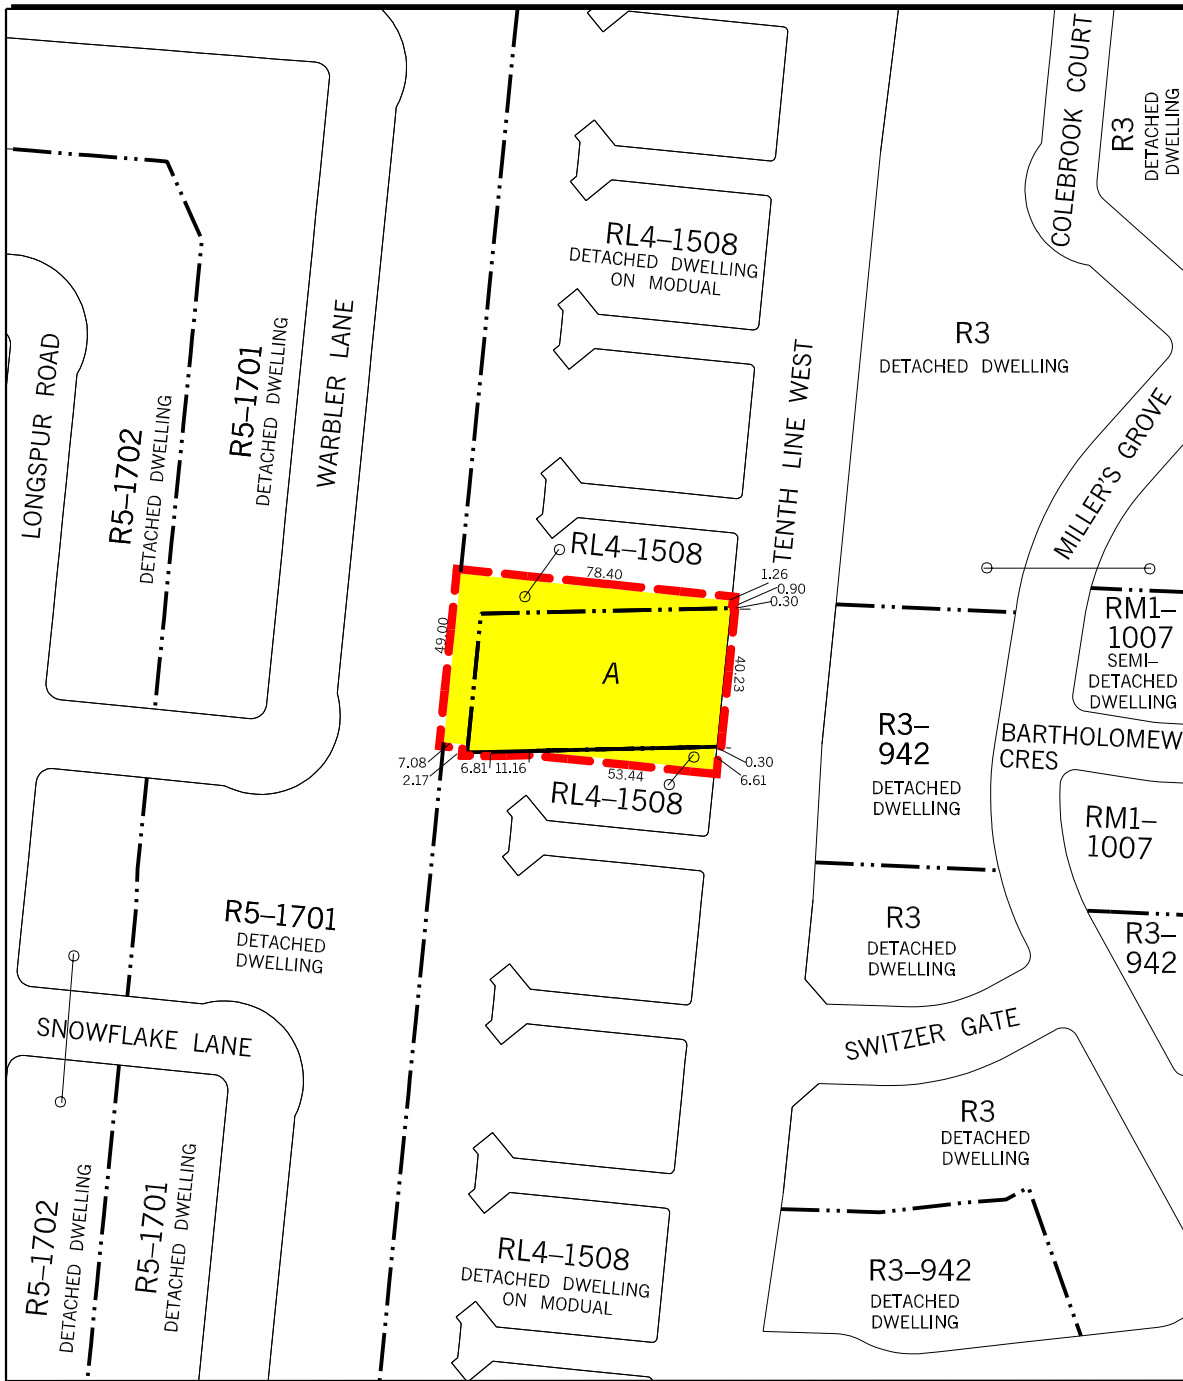 COLEBROOK COURT
R3
DETACHED
DWELLING
RL4–1508
DETACHED DWELLING
ON MODUAL
R3
DETACHED DWELLING
LONGSPUR ROAD
R5–1702
DETACHED DWELLING
R5–1701
DETACHED DWELLING
WARBLER LANE
TENTH LINE WEST
MILLER'S GROVE
RL4–1508
78.40
1.26
0.90
0.30
49.00
A
40.23
RM1–
1007
SEMI–
DETACHED
DWELLING
R3–
942
DETACHED
DWELLING
BARTHOLOMEW
CRES
7.08
2.17
6.81
11.16
53.44
0.30
6.61
RL4–1508
RM1–
1007
R5–1701
DETACHED
DWELLING
R3
DETACHED
DWELLING
R3–
942
SNOWFLAKE LANE
SWITZER GATE
R3
DETACHED
DWELLING
R5–1702
DETACHED DWELLING
R5–1701
DETACHED DWELLING
RL4–1508
DETACHED DWELLING
ON MODUAL
R3–942
DETACHED
DWELLING